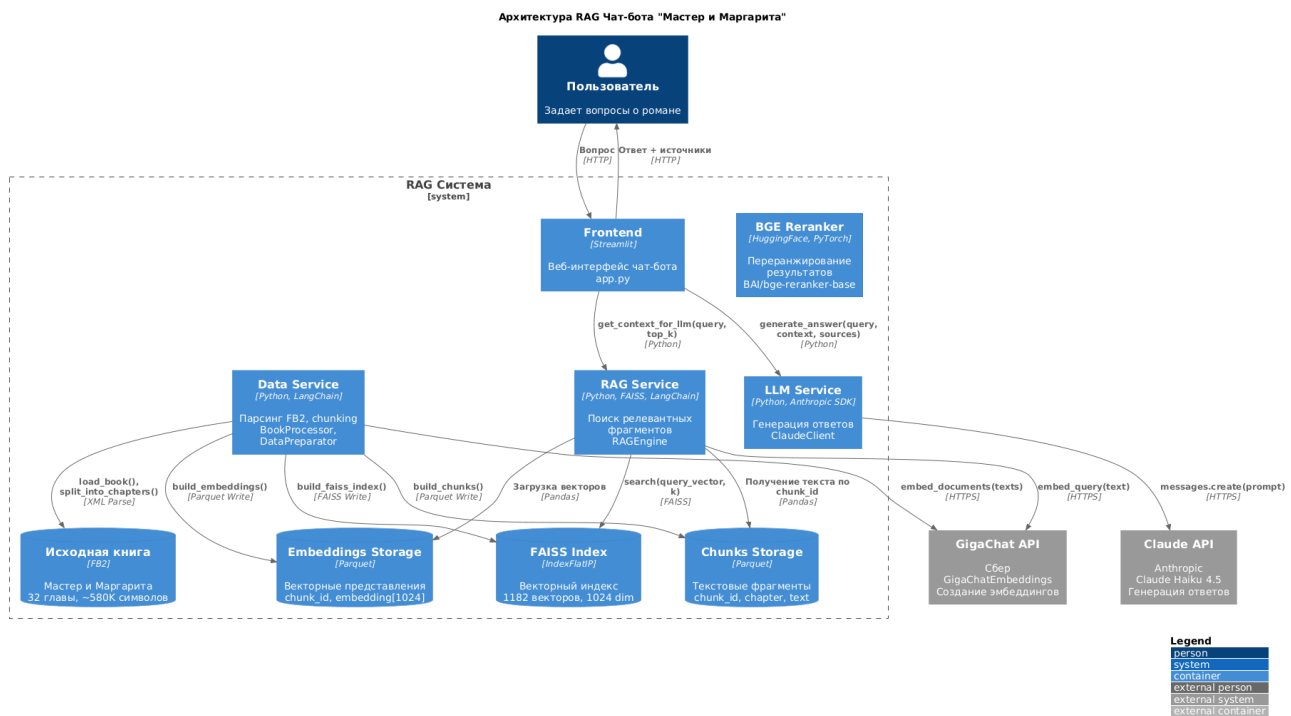 Архитектура RAG Чат-бота "Мастер и Маргарита"
Пользователь
Задает вопросы о романе
Вопрос
[HTTP]
Ответ + источники
[HTTP]
RAG Система
[system]
Frontend
[Streamlit]
Веб-интерфейс чат-бота
app.py
BGE Reranker
[HuggingFace, PyTorch]
Переранжирование
результатов
BAI/bge-reranker-base
get_context_for_llm(query,
top_k)
[Python]
generate_answer(query,
context, sources)
[Python]
Data Service
[Python, LangChain]
Парсинг FB2, chunking
BookProcessor,
DataPreparator
RAG Service
[Python, FAISS, LangChain]
Поиск релевантных
фрагментов
RAGEngine
LLM Service
[Python, Anthropic SDK]
Генерация ответов
ClaudeClient
load_book(),
split_into_chapters()
[XML Parse]
build_embeddings()
[Parquet Write]
build_faiss_index()
[FAISS Write]
build_chunks()
[Parquet Write]
Загрузка векторов
[Pandas]
search(query_vector,
k)
[FAISS]
Получение текста по
chunk_id
[Pandas]
embed_documents(texts)
[HTTPS]
embed_query(text)
[HTTPS]
messages.create(prompt)
[HTTPS]
Исходная книга
[FB2]
Мастер и Маргарита
32 главы, ~580K символов
Embeddings Storage
[Parquet]
Векторные представления
chunk_id, embedding[1024]
FAISS Index
[IndexFlatIP]
Векторный индекс
1182 векторов, 1024 dim
Chunks Storage
[Parquet]
Текстовые фрагменты
chunk_id, chapter, text
GigaChat API
Сбер
GigaChatEmbeddings
Создание эмбеддингов
Claude API
Anthropic
Claude Haiku 4.5
Генерация ответов
Legend
person
system
container
external person
external system
external container